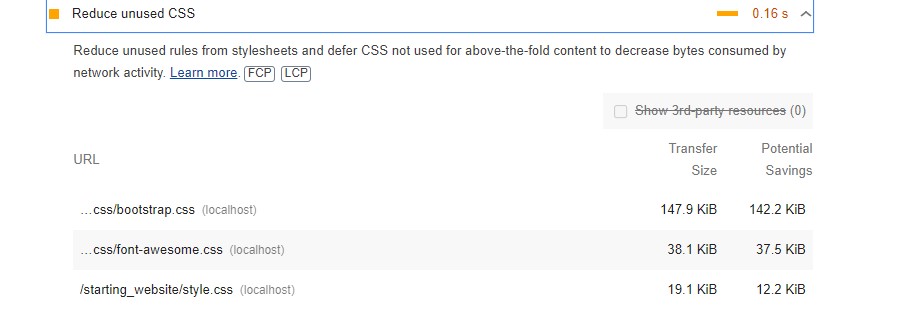 Reduce unused CSS 0.16 s
Reduce unused rules from stylesheets and defer CSS not used for above-the-fold content to decrease bytes consumed by
network activity. Learn more. FCP LCP
Show 3rd-party resources (0)
URL Transfer Size Potential Savings
…css/bootstrap.css (localhost) 147.9 KiB 142.2 KiB
…css/font-awesome.css (localhost) 38.1 KiB 37.5 KiB
/starting_website/style.css (localhost) 19.1 KiB 12.2 KiB